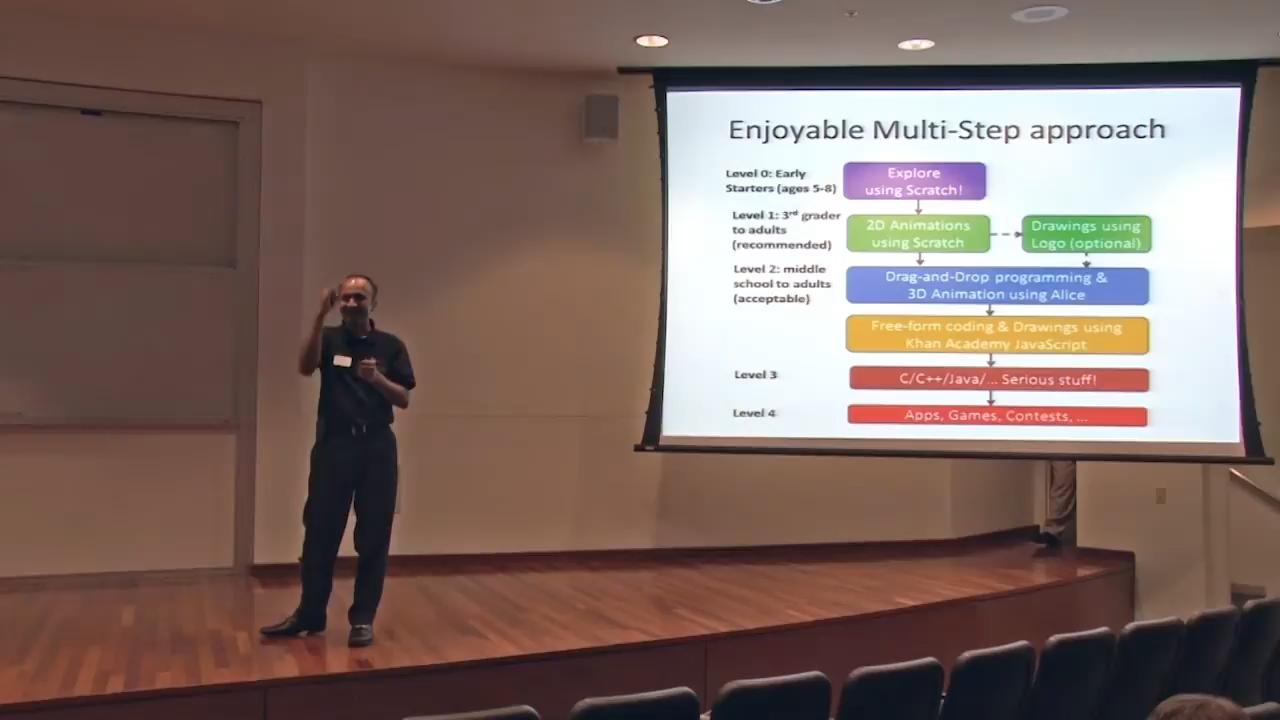 Enjoyable Multi-Step approach
Level 0: Early
Starters (ages 5-8)
Explore
using Scratch!
Level 1: 3rd grader
to adults
(recommended)
2D Animations
using Scratch
Drawings using
Logo (optional)
Level 2: middle
school to adults
(acceptable)
Drag-and-Drop programming &
3D Animation using Alice
Free-form coding & Drawings using
Khan Academy JavaScript
Level 3
C/C++/Java/... Serious stuff!
Level 4
Apps, Games, Contests, ...